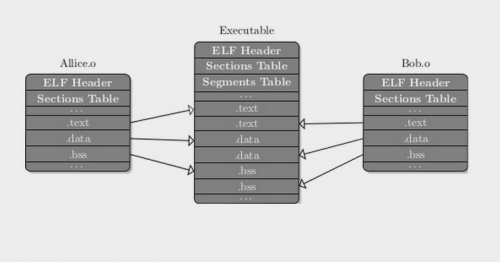 Executable
Allice.o
Bob.o
ELF Header
Sections Table
Segments Table
...
.text
.text
.data
.data
.bss
.bss
...
ELF Header
Sections Table
...
.text
.data
.bss
...
ELF Header
Sections Table
...
.text
.data
.bss
...